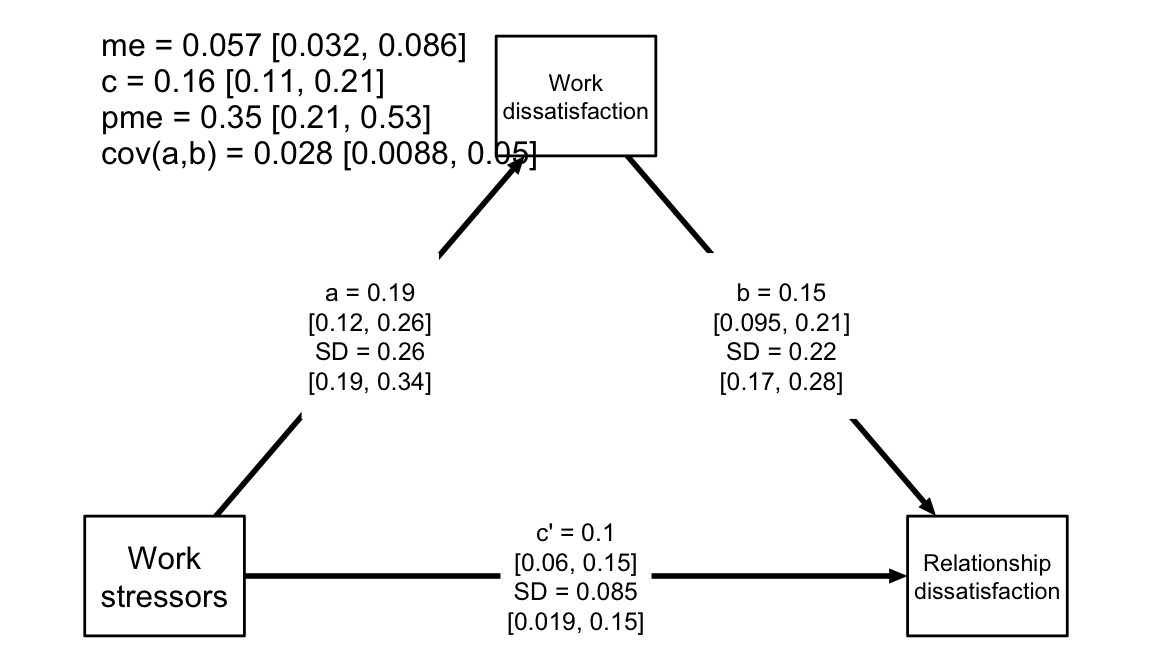 me = 0.057 [0.032, 0.086]
c = 0.16 [0.11, 0.21]
pme = 0.35 [0.21, 0.53]
cov(a,b) = 0.028 [0.0088, 0.05]
Work
dissatisfaction
a = 0.19
[0.12, 0.26]
SD = 0.26
[0.19, 0.34]
b = 0.15
[0.095, 0.21]
SD = 0.22
[0.17, 0.28]
Work
stressors
c' = 0.1
[0.06, 0.15]
SD = 0.085
[0.019, 0.15]
Relationship
dissatisfaction